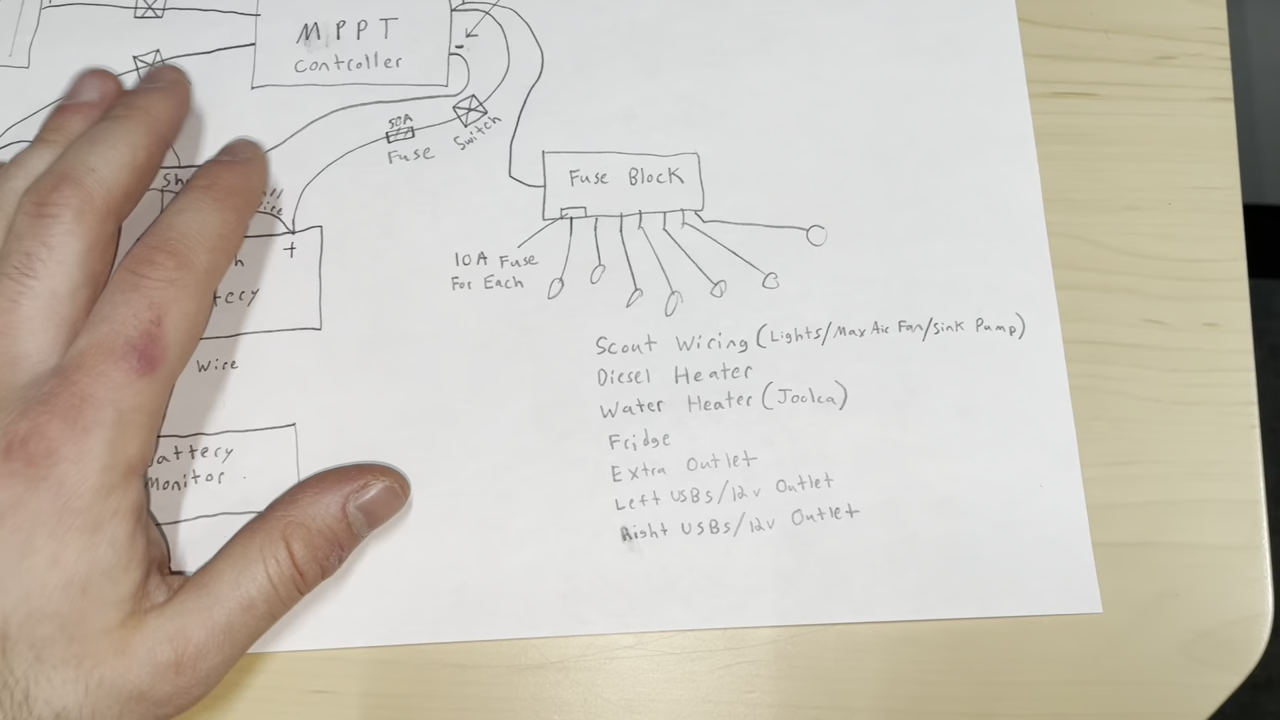 MPPT
Controller
50A
Fuse
Switch
Fuse Block
10A Fuse
For Each
+
Wire
Battery
Monitor
Scout Wiring (Lights/Max Air Fan/Sink Pump)
Diesel Heater
Water Heater (Joolca)
Fridge
Extra Outlet
Left USBs/12v Outlet
Right USBs/12v Outlet